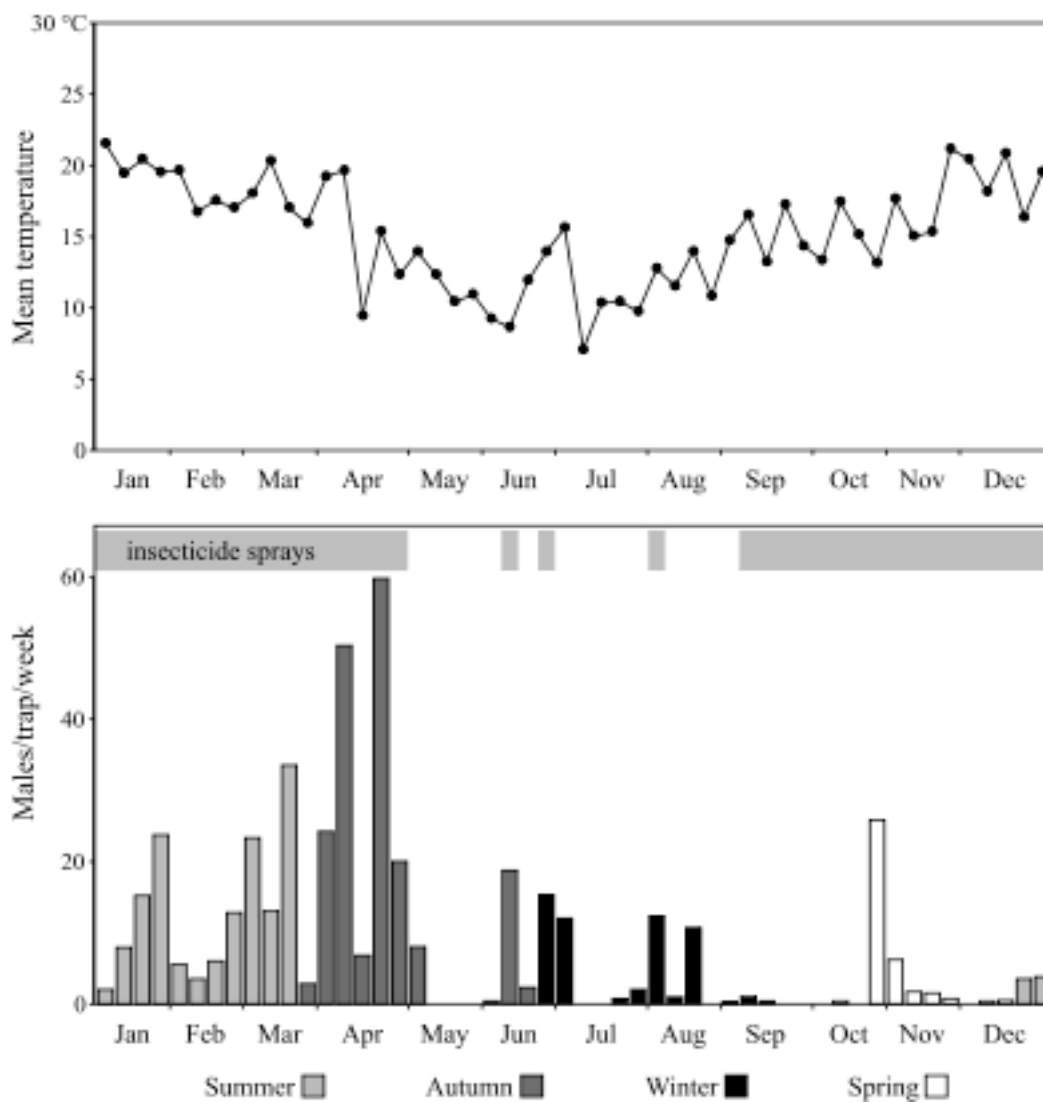 30 °C
25
20
15
10
5
0
Mean temperature
Jan Feb Mar Apr May Jun Jul Aug Sep Oct Nov Dec
insecticide sprays
60
40
20
0
Males/trap/week
Jan Feb Mar Apr May Jun Jul Aug Sep Oct Nov Dec
Summer Autumn Winter Spring